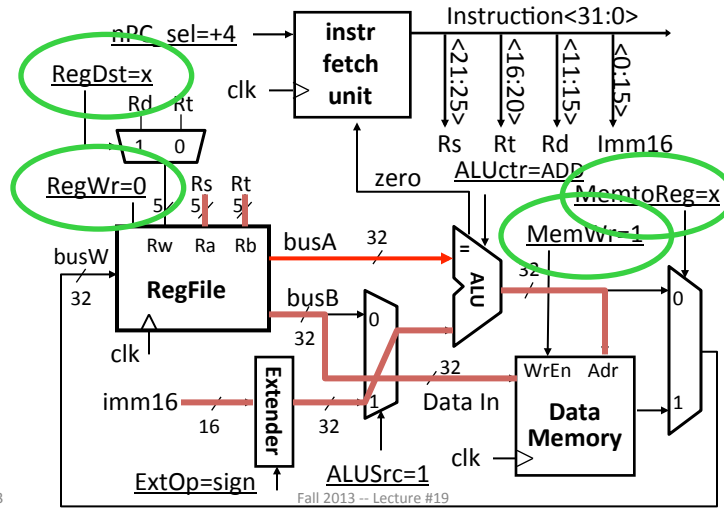 Instruction<31:0>
nPC_sel=+4
instr
fetch
unit
RegDst=x
clk
<21:25>
<16:20>
<11:15>
<0:15>
Rd Rt
1 0
Rs Rt Rd Imm16
ALUctr=ADD
zero
RegWr=0
Rs Rt
5 5 5
MemtoReg=x
MemWr=1
busW
Rw Ra Rb
busA
32
=
ALU
32
32
RegFile
busB
0
0
32
clk
32
WrEn Adr
imm16
Extender
1
Data In
1
16
32
Data
Memory
clk
ExtOp=sign
ALUSrc=1
3
Fall 2013 -- Lecture #19